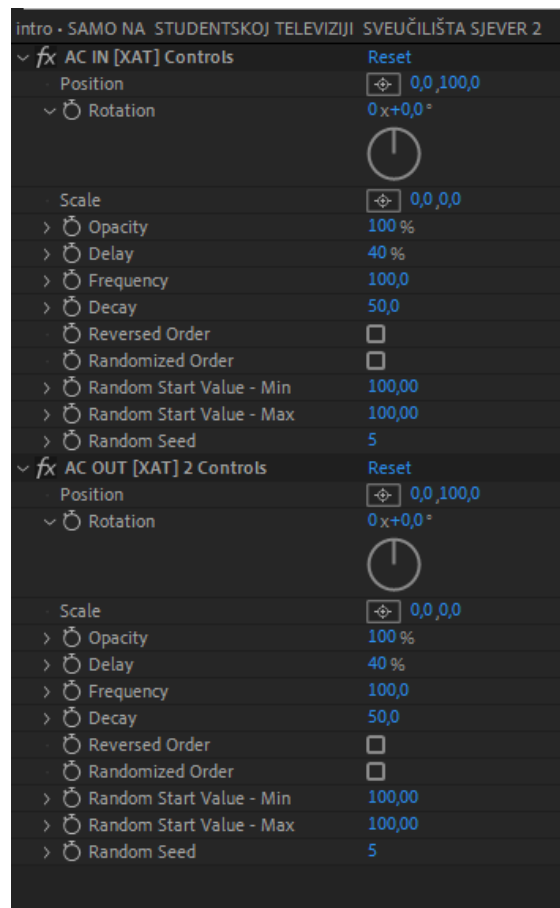 intro • SAMO NA STUDENTSKOJ TELEVIZIJI SVEUČILIŠTA SJEVER 2
fx AC IN [XAT] Controls Reset
Position 0,0 ,100,0
Rotation 0 x+0,0 °
Scale 0,0 ,0,0
Opacity 100 %
Delay 40 %
Frequency 100,0
Decay 50,0
Reversed Order
Randomized Order
Random Start Value - Min 100,00
Random Start Value - Max 100,00
Random Seed 5
fx AC OUT [XAT] 2 Controls Reset
Position 0,0 ,100,0
Rotation 0 x+0,0 °
Scale 0,0 ,0,0
Opacity 100 %
Delay 40 %
Frequency 100,0
Decay 50,0
Reversed Order
Randomized Order
Random Start Value - Min 100,00
Random Start Value - Max 100,00
Random Seed 5